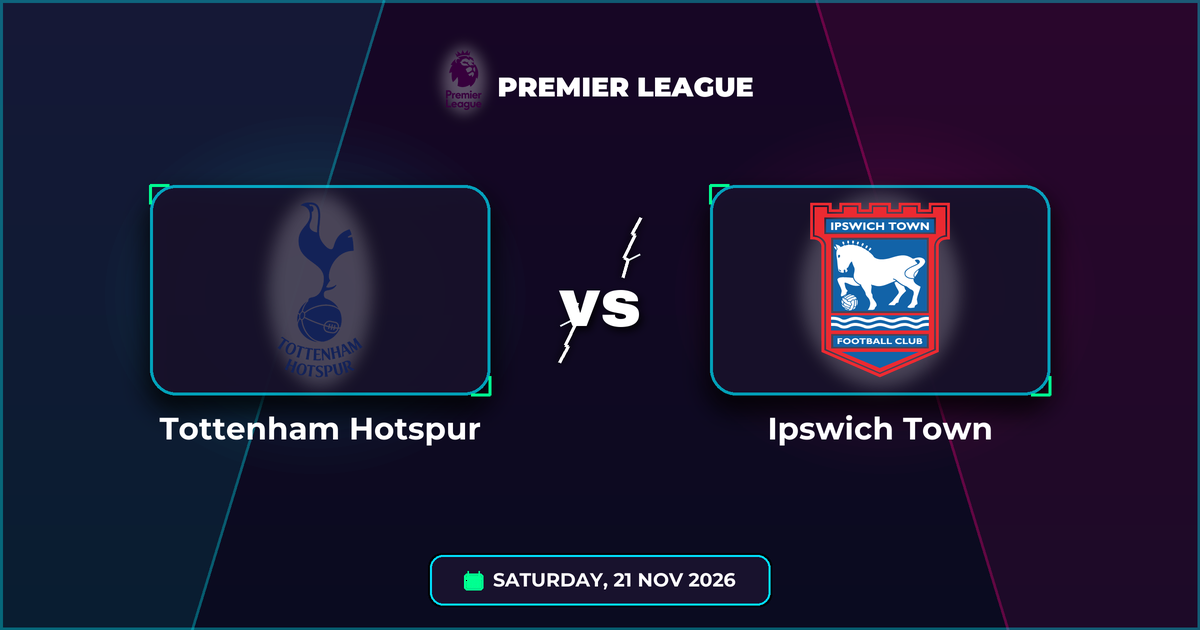 Premier
League
PREMIER LEAGUE
TOTTENHAM
HOTSPUR
IPSWICH TOWN
FOOTBALL CLUB
VS
Tottenham Hotspur
Ipswich Town
SATURDAY, 21 NOV 2026